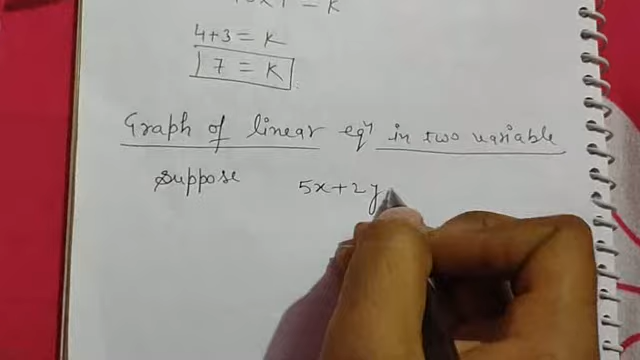 = K
4+3 = K
7 = K
Graph of linear eqn in two variable
Suppose 5x+2y